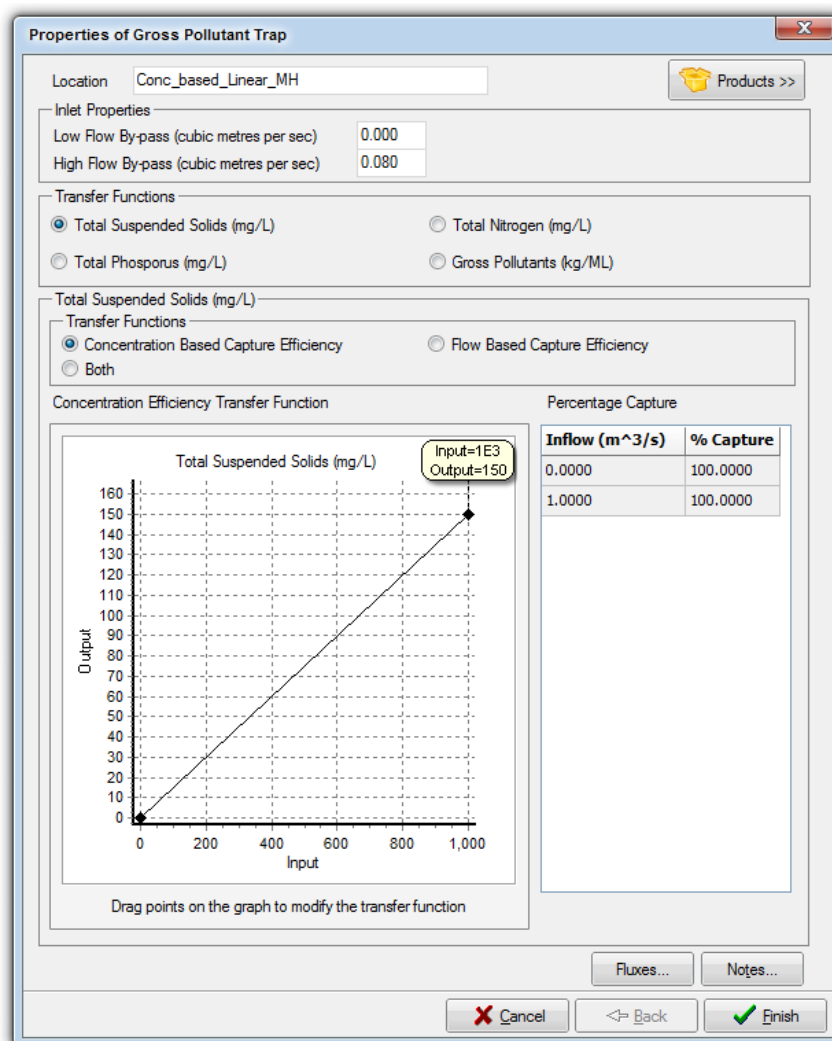 Properties of Gross Pollutant Trap
x
Location Conc_based_Linear_MH Products >>
Inlet Properties
Low Flow By-pass (cubic metres per sec) 0.000
High Flow By-pass (cubic metres per sec) 0.080
Transfer Functions
Total Suspended Solids (mg/L) Total Nitrogen (mg/L)
Total Phosporus (mg/L) Gross Pollutants (kg/ML)
Total Suspended Solids (mg/L)
Transfer Functions
Concentration Based Capture Efficiency Flow Based Capture Efficiency
Both
Concentration Efficiency Transfer Function Percentage Capture
Inflow (m^3/s) % Capture
0.0000 100.0000
1.0000 100.0000
Input=1E3
Output=150
Total Suspended Solids (mg/L)
160
150
140
130
120
110
100
90
80
70
60
50
40
30
20
10
0
Output
0 200 400 600 800 1,000
Input
Drag points on the graph to modify the transfer function
Fluxes... Notes...
Cancel Back Finish